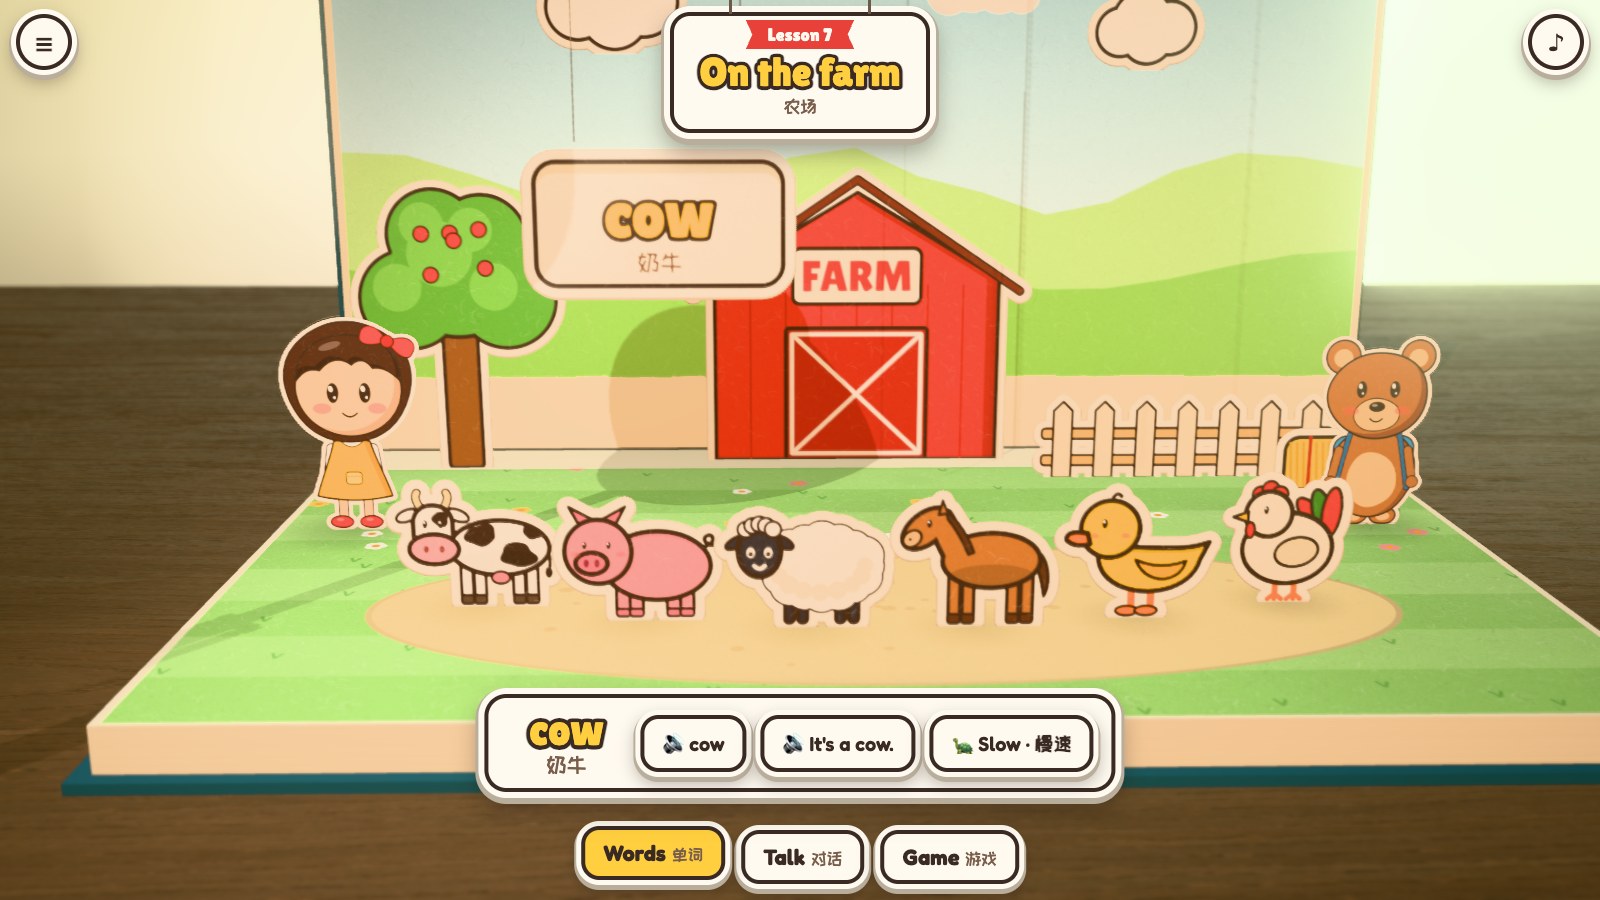 Lesson 7
On the farm
农场
cow
奶牛
FARM
cow
奶牛
cow
It's a cow.
Slow · 慢速
Words 单词
Talk 对话
Game 游戏